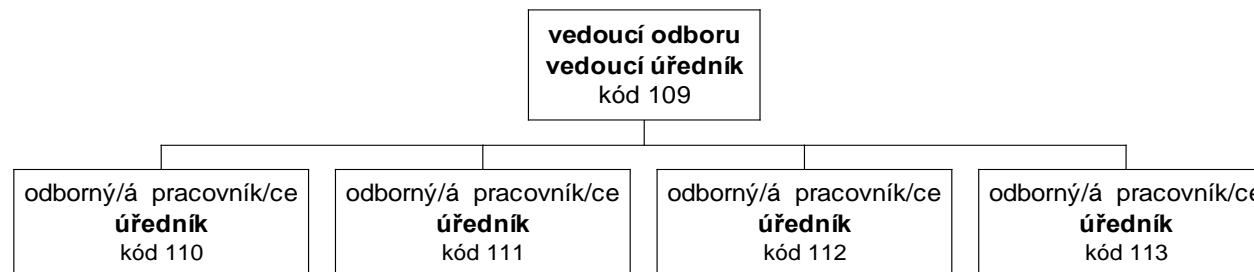 vedoucí odboru
vedoucí úředník
kód 109
odborný/á pracovník/ce
úředník
kód 110
odborný/á pracovník/ce
úředník
kód 111
odborný/á pracovník/ce
úředník
kód 112
odborný/á pracovník/ce
úředník
kód 113